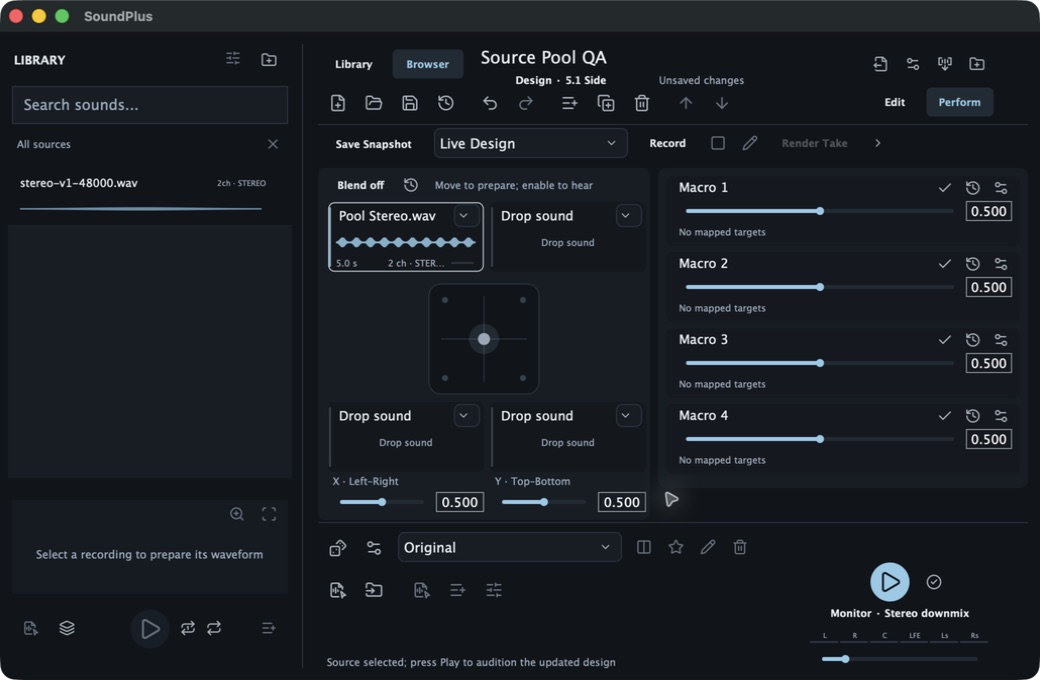 SoundPlus
LIBRARY
Search sounds...
All sources
stereo-v1-48000.wav
2ch · STEREO
Select a recording to prepare its waveform
Library
Browser
Source Pool QA
Design · 5.1 Side
Unsaved changes
Edit
Perform
Save Snapshot
Live Design
Record
Render Take
Blend off
Move to prepare; enable to hear
Pool Stereo.wav
5.0 s
2 ch · STER...
Drop sound
Drop sound
Drop sound
Drop sound
Drop sound
Drop sound
X · Left-Right
0.500
Y · Top-Bottom
0.500
Macro 1
0.500
No mapped targets
Macro 2
0.500
No mapped targets
Macro 3
0.500
No mapped targets
Macro 4
0.500
No mapped targets
Original
Monitor · Stereo downmix
L R C LFE Ls Rs
Source selected; press Play to audition the updated design